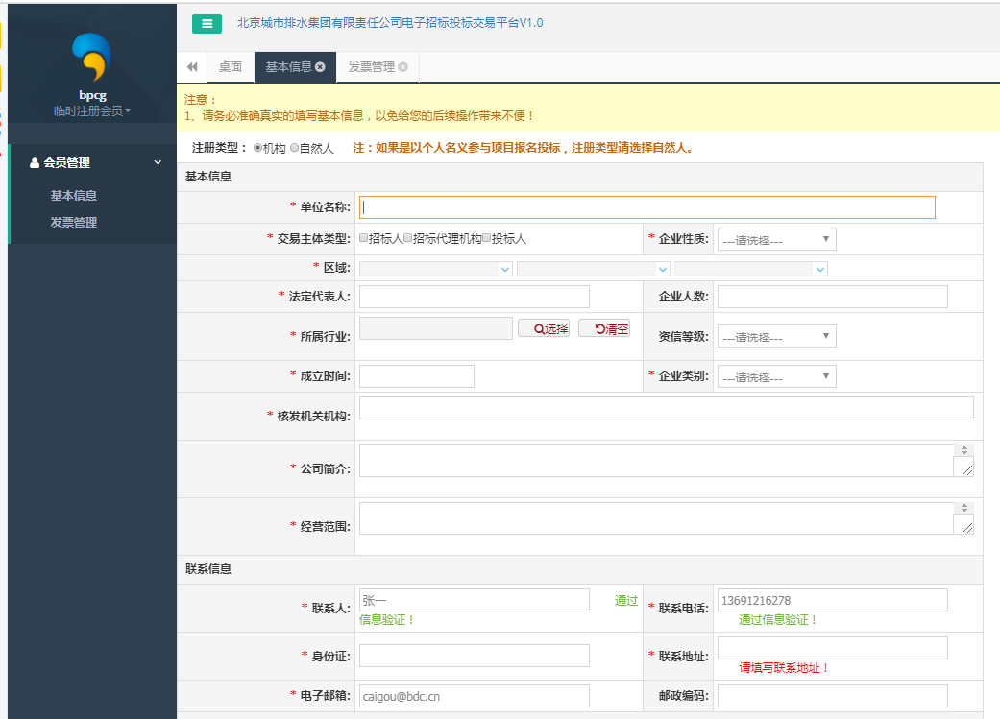 北京城市排水集团有限责任公司电子招标投标交易平台V1.0
桌面 基本信息 发票管理
bpcg
临时注册会员
会员管理
基本信息
发票管理
注意：
1、请务必准确真实的填写基本信息，以免给您的后续操作带来不便！
注册类型： 机构 自然人 注：如果是以个人名义参与项目报名投标，注册类型请选择自然人。
基本信息
* 单位名称:
* 交易主体类型: 招标人 招标代理机构 投标人 * 企业性质: ---请选择---
* 区域:
* 法定代表人: 企业人数:
* 所属行业: 选择 清空 资信等级: ---请选择---
* 成立时间: * 企业类别: ---请选择---
* 核发机关机构:
* 公司简介:
* 经营范围:
联系信息
* 联系人: 张一 通过信息验证！ * 联系电话: 13691216278 通过信息验证！
* 身份证: * 联系地址: 请填写联系地址！
* 电子邮箱: caigou@bdc.cn 邮政编码: